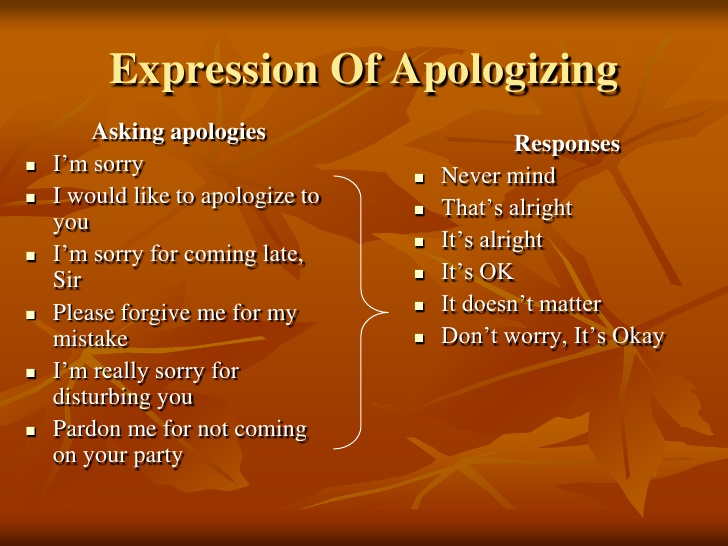 Expression Of Apologizing
Asking apologies
I’m sorry
I would like to apologize to
you
I’m sorry for coming late,
Sir
Please forgive me for my
mistake
I’m really sorry for
disturbing you
Pardon me for not coming
on your party
Responses
Never mind
That’s alright
It’s alright
It’s OK
It doesn’t matter
Don’t worry, It’s Okay